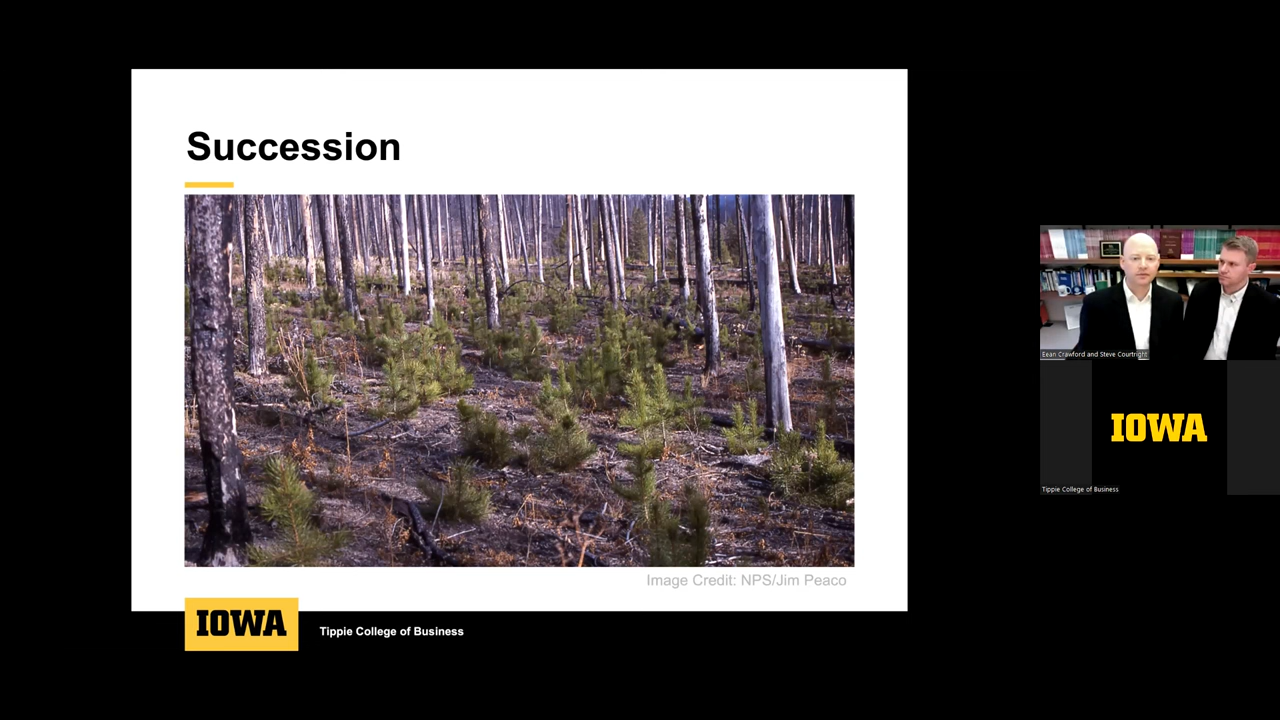 Succession
Image Credit: NPS/Jim Peaco
IOWA
Tippie College of Business
Eean Crawford and Steve Courtright
IOWA
Tippie College of Business